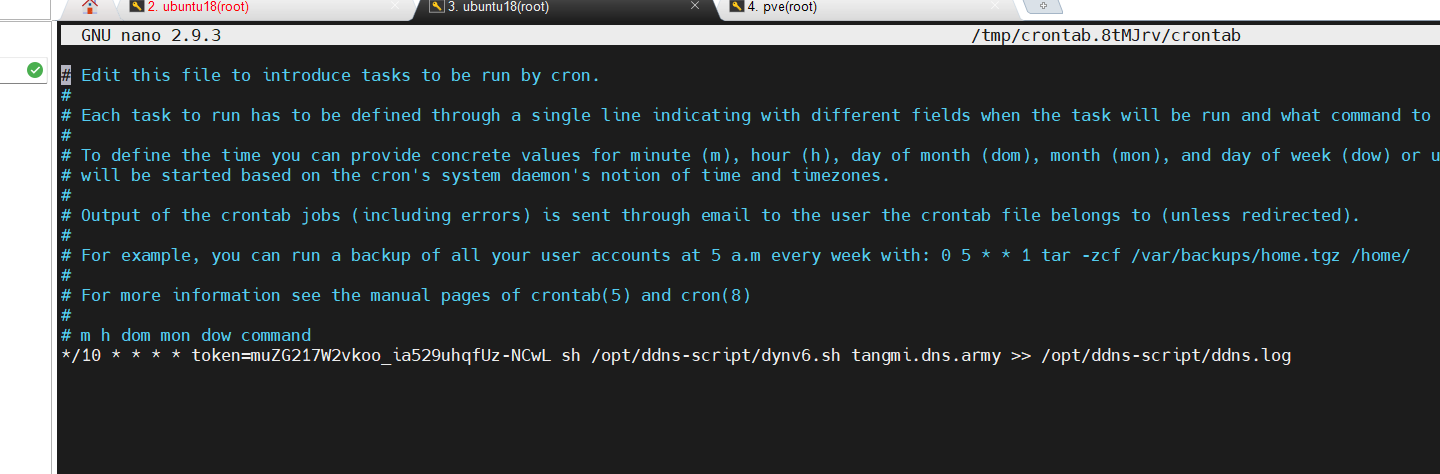 2. ubuntu18(root)
3. ubuntu18(root)
4. pve(root)
GNU nano 2.9.3 /tmp/crontab.8tMJrv/crontab
# Edit this file to introduce tasks to be run by cron.
#
# Each task to run has to be defined through a single line indicating with different fields when the task will be run and what command to
#
# To define the time you can provide concrete values for minute (m), hour (h), day of month (dom), month (mon), and day of week (dow) or u
# will be started based on the cron's system daemon's notion of time and timezones.
#
# Output of the crontab jobs (including errors) is sent through email to the user the crontab file belongs to (unless redirected).
#
# For example, you can run a backup of all your user accounts at 5 a.m every week with: 0 5 * * 1 tar -zcf /var/backups/home.tgz /home/
#
# For more information see the manual pages of crontab(5) and cron(8)
#
# m h dom mon dow command
*/10 * * * * token=muZG217W2vkoo_ia529uhqfUz-NCwL sh /opt/ddns-script/dynv6.sh tangmi.dns.army >> /opt/ddns-script/ddns.log